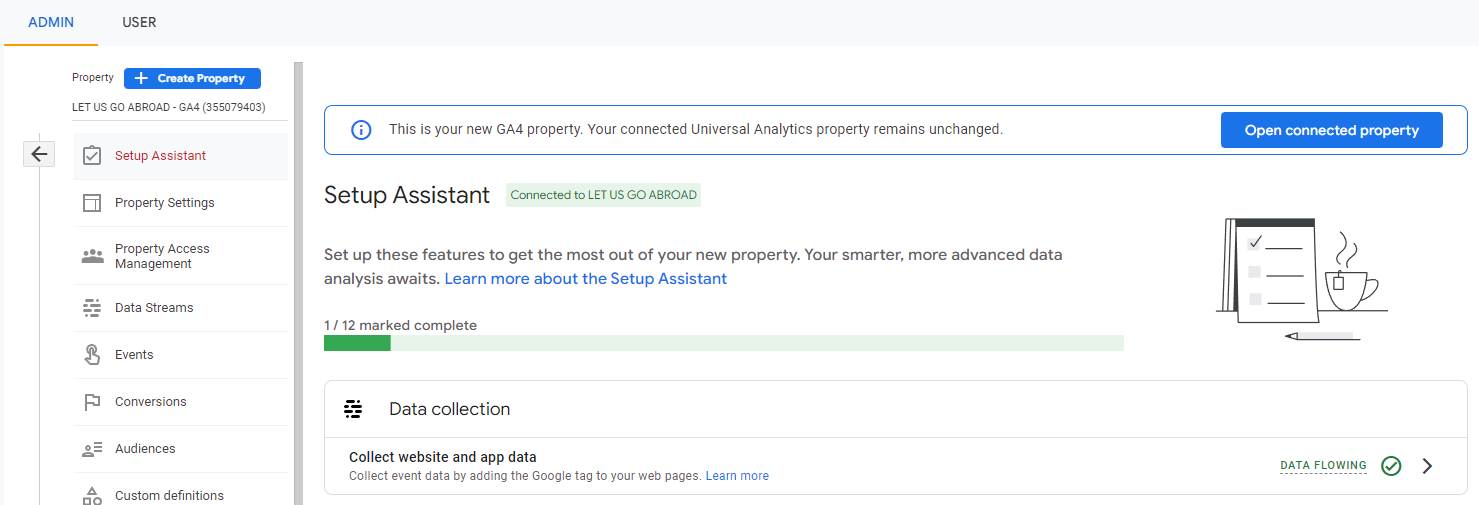 ADMIN
USER
Property
Create Property
LET US GO ABROAD - GA4 (355079403)
Setup Assistant
Property Settings
Property Access
Management
Data Streams
Events
Conversions
Audiences
Custom definitions
This is your new GA4 property. Your connected Universal Analytics property remains unchanged.
Open connected property
Setup Assistant
Connected to LET US GO ABROAD
Set up these features to get the most out of your new property. Your smarter, more advanced data
analysis awaits. Learn more about the Setup Assistant
1 / 12 marked complete
Data collection
Collect website and app data
Collect event data by adding the Google tag to your web pages. Learn more
DATA FLOWING